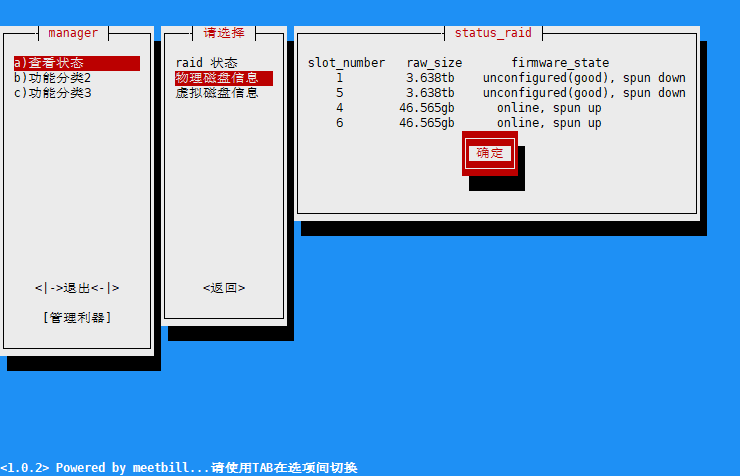 manager
a)查看状态
b)功能分类2
c)功能分类3
<|->退出<-|>
[管理利器]
请选择
raid 状态
物理磁盘信息
虚拟磁盘信息
<返回>
status_raid
slot_number raw_size firmware_state
1 3.638tb unconfigured(good), spun down
5 3.638tb unconfigured(good), spun down
4 46.565gb online, spun up
6 46.565gb online, spun up
确定
<1.0.2> Powered by meetbill...请使用TAB在选项间切换